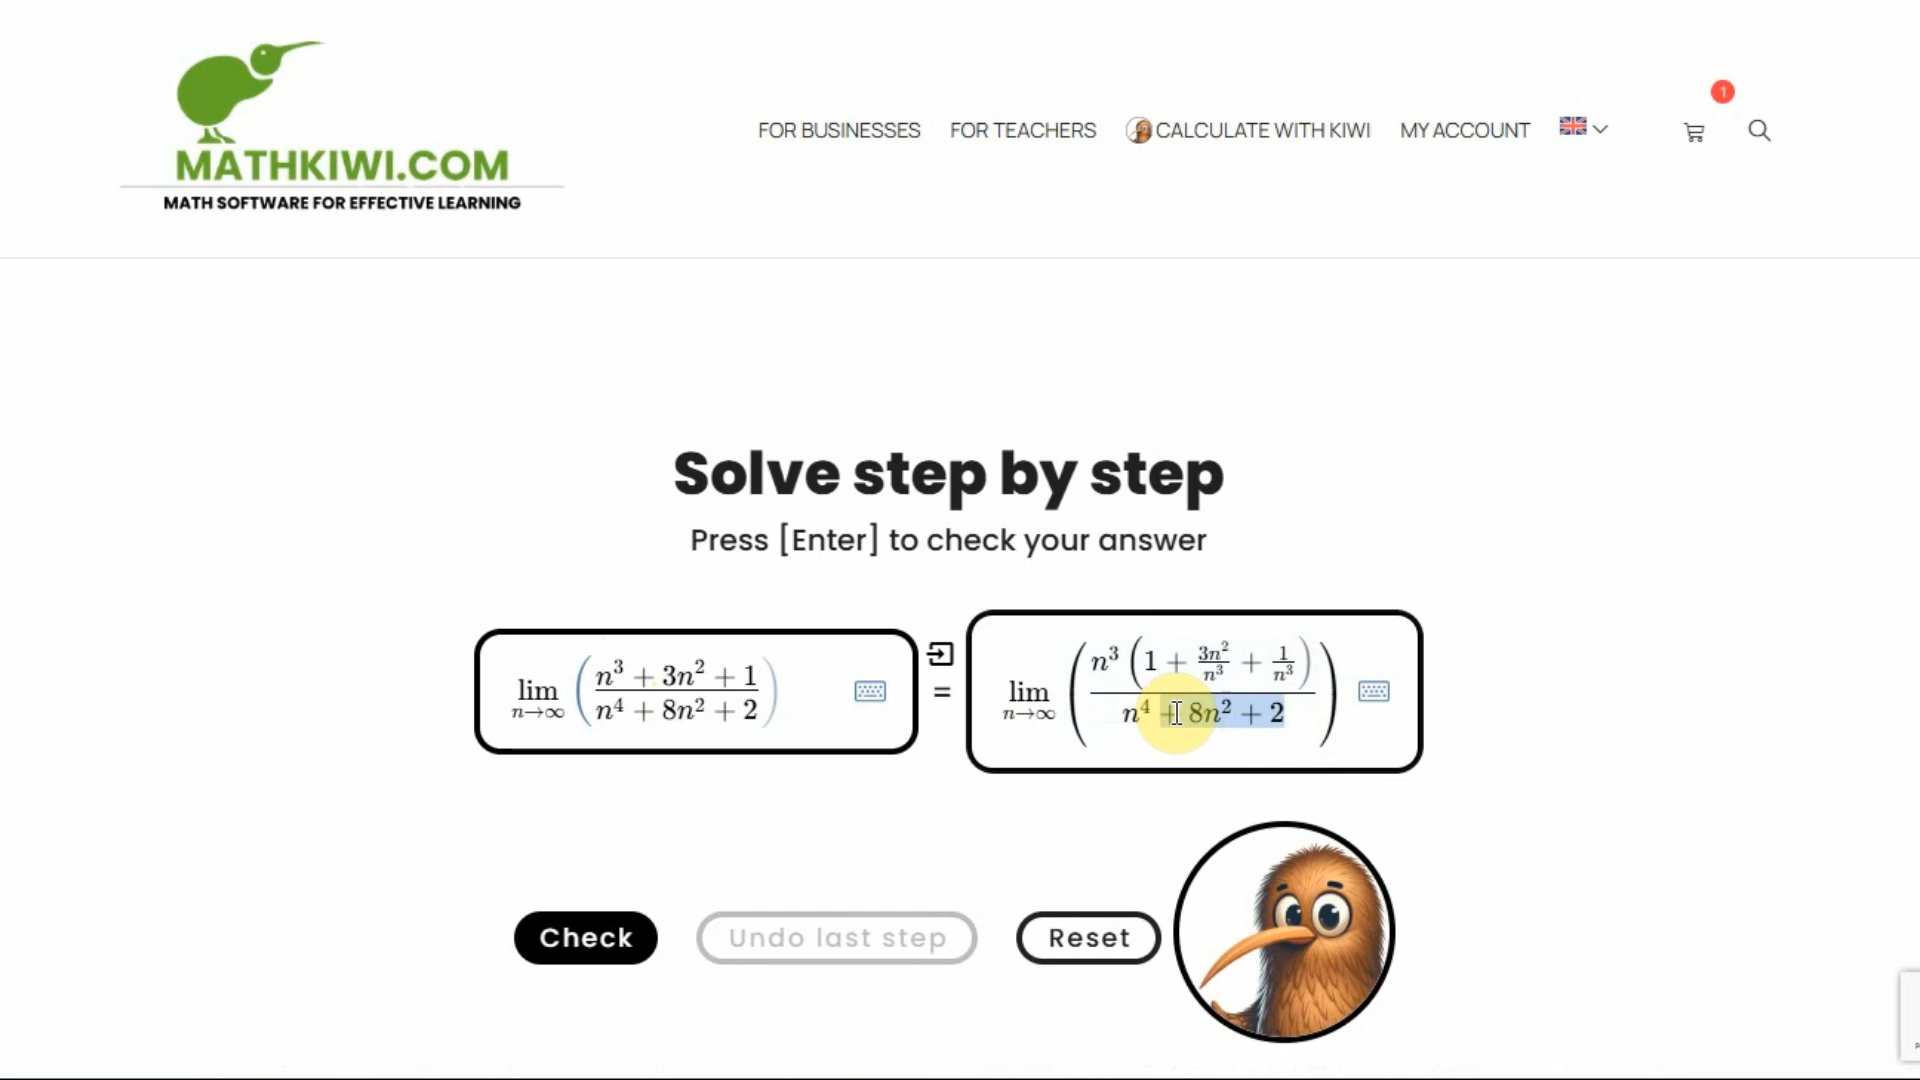 MATHKIWI.COM
MATH SOFTWARE FOR EFFECTIVE LEARNING
FOR BUSINESSES FOR TEACHERS CALCULATE WITH KIWI MY ACCOUNT 1
Solve step by step
Press [Enter] to check your answer
lim n→∞ ( (n³ + 3n² + 1) / (n⁴ + 8n² + 2) ) = lim n→∞ ( n³ (1 + 3n²/n³ + 1/n³) / (n⁴ + 8n² + 2) )
Check Undo last step Reset